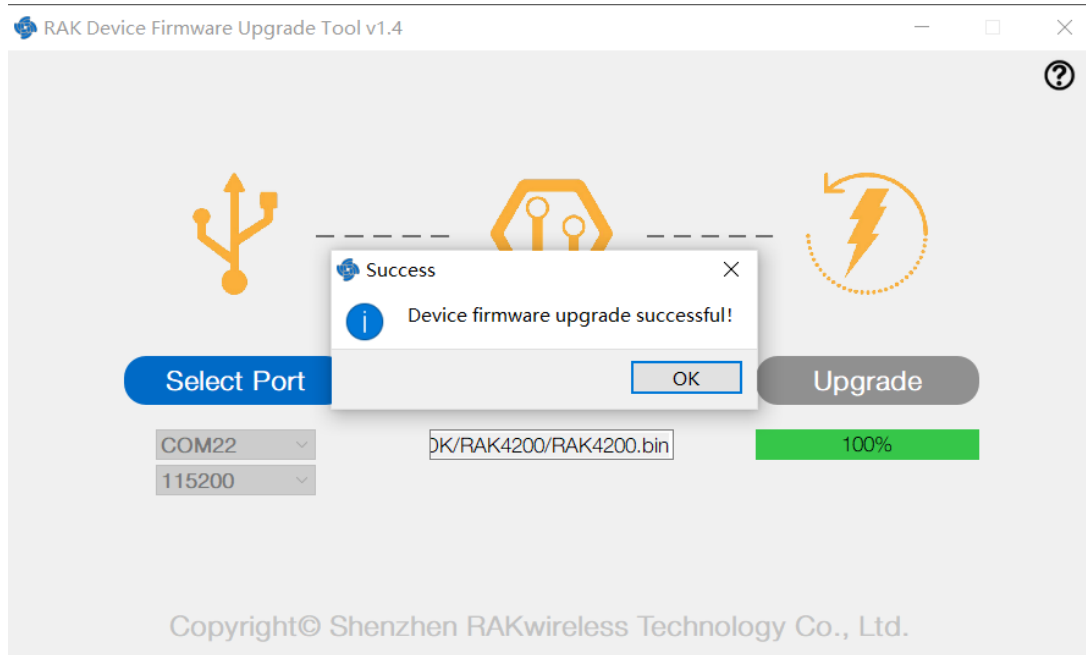 RAK Device Firmware Upgrade Tool v1.4
Success
Device firmware upgrade successful!
OK
Select Port
Upgrade
COM22
115200
OK/RAK4200/RAK4200.bin
100%
Copyright© Shenzhen RAKwireless Technology Co., Ltd.